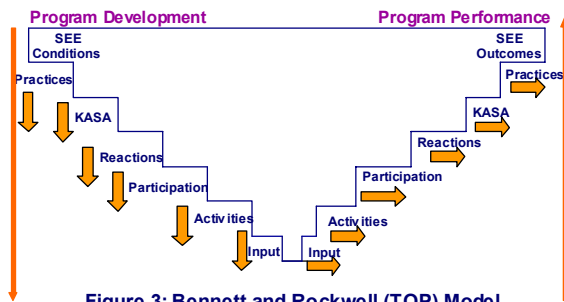 Program Development
Program Performance
SEE
Conditions
SEE
Outcomes
Practices
Practices
KASA
KASA
Reactions
Reactions
Participation
Participation
Activities
Activities
Input
Input
Figure 3: Bennett and Rockwell (TOP) Model